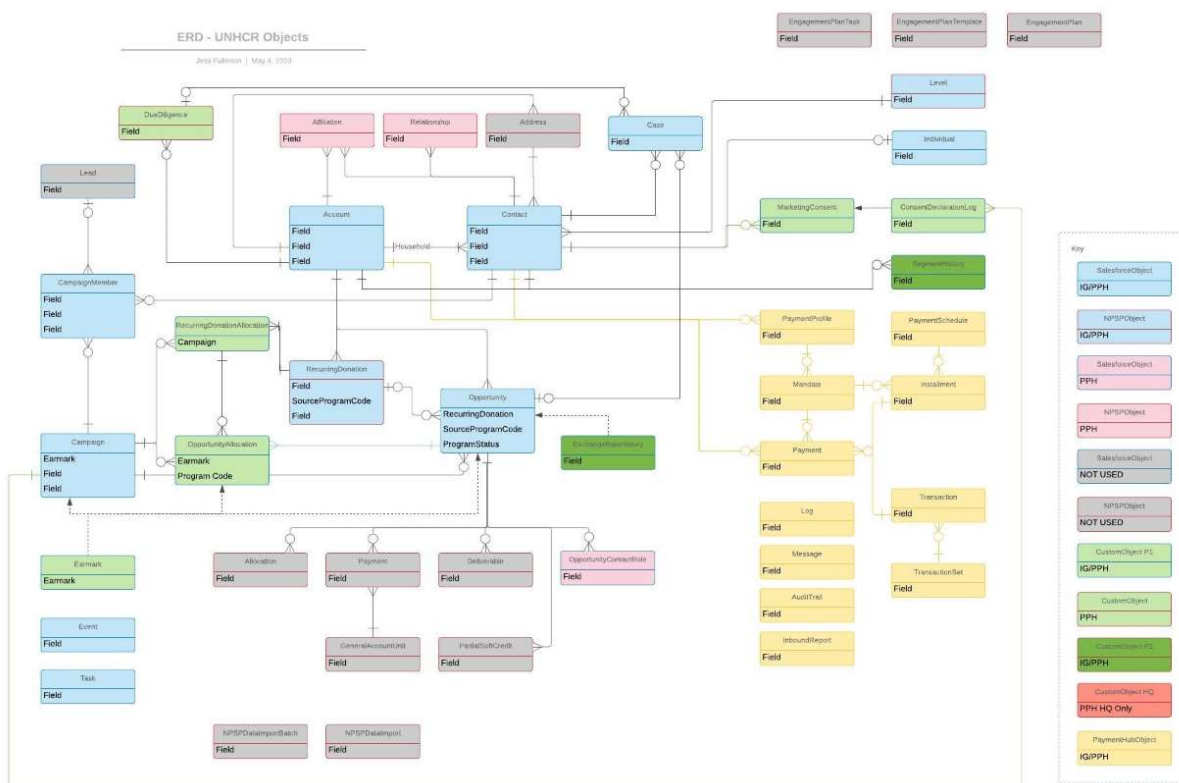 ERD - UNHCR Objects
EngagementPlanTask
Field
EngagementPlanTemplate
Field
EngagementPlan
Field
Level
Field
DueDiligence
Field
Affiliation
Field
Relationship
Field
Address
Field
Case
Field
Individual
Field
Lead
Field
Account
Field
Field
Field
Household
Contact
Field
Field
Field
MarketingConsent
Field
ConsentDeclarationLog
Field
SegmentHistory
Field
CampaignMember
Field
Field
Field
RecurringDonationAllocation
Campaign
RecurringDonation
Field
SourceProgramCode
Field
Opportunity
RecurringDonation
SourceProgramCode
ProgramStatus
PaymentProfile
Field
PaymentSchedule
Field
Mandate
Field
Installment
Field
Campaign
Earmark
Field
Field
OpportunityAllocation
Earmark
Program Code
ExchangeRateHistory
Field
Payment
Field
Transaction
Field
Log
Field
Message
Field
TransactionSet
Field
AuditTrail
Field
InboundReport
Field
Earmark
Earmark
Allocation
Field
Payment
Field
Deliverable
Field
OpportunityContactRole
Field
Event
Field
GeneralAccountUnit
Field
PartialSoftCredit
Field
Task
Field
NPSPDataImportBatch
Field
NPSPDataImport
Field
Key
SalesforceObject
IG/PPH
NPSPObject
IG/PPH
SalesforceObject
PPH
NPSPObject
PPH
SalesforceObject
NOT USED
NPSPObject
NOT USED
CustomObject P1
IG/PPH
CustomObject
PPH
IG/PPH
CustomObject HQ
PPH HQ Only
PaymentHubObject
IG/PPH